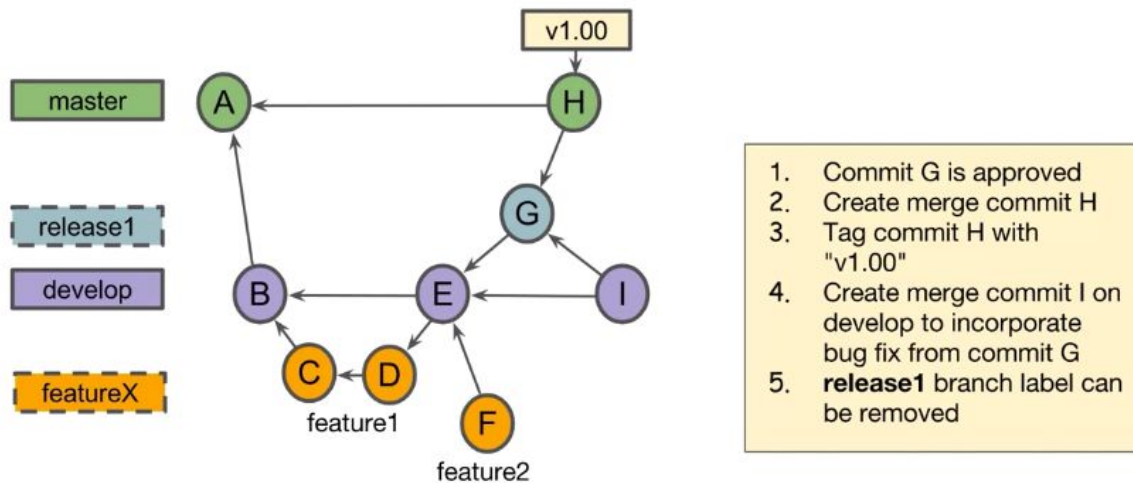 v1.00
master
A
H
release1
G
develop
B
E
I
C
D
featureX
feature1
F
feature2
1. Commit G is approved
2. Create merge commit H
3. Tag commit H with
"v1.00"
4. Create merge commit I on
develop to incorporate
bug fix from commit G
5. release1 branch label can
be removed